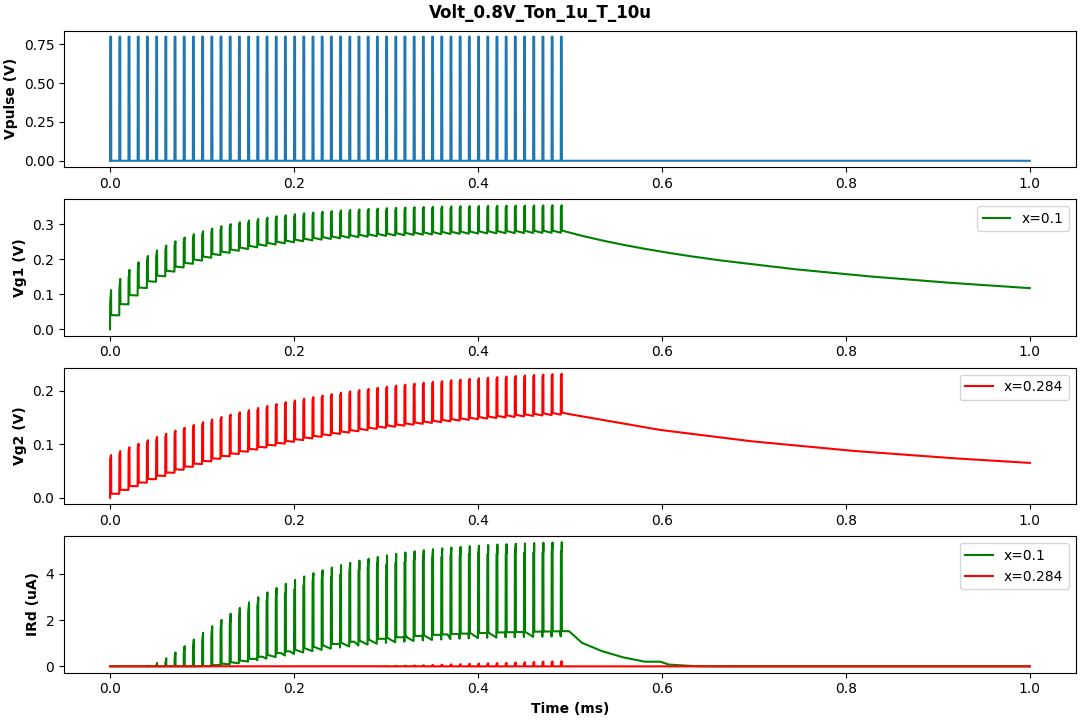 Volt_0.8V_Ton_1u_T_10u
Vpulse (V)
0.75
0.50
0.25
0.00
0.0 0.2 0.4 0.6 0.8 1.0
Vg1 (V)
0.3
0.2
0.1
0.0
x=0.1
0.0 0.2 0.4 0.6 0.8 1.0
Vg2 (V)
0.2
0.1
0.0
x=0.284
0.0 0.2 0.4 0.6 0.8 1.0
IRd (uA)
4
2
0
x=0.1
x=0.284
0.0 0.2 0.4 0.6 0.8 1.0
Time (ms)